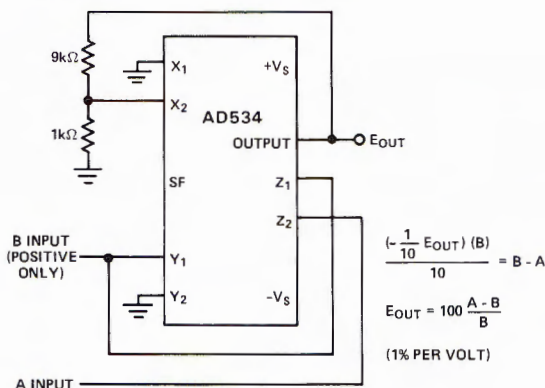 9kΩ
1kΩ
X1
X2
SF
Y1
Y2
AD534
+VS
OUTPUT
Z1
Z2
−VS
EOUT
B INPUT
(POSITIVE
ONLY)
A INPUT
(- 1/10 EOUT) (B) / 10 = B - A
EOUT = 100 A - B / B
(1% PER VOLT)